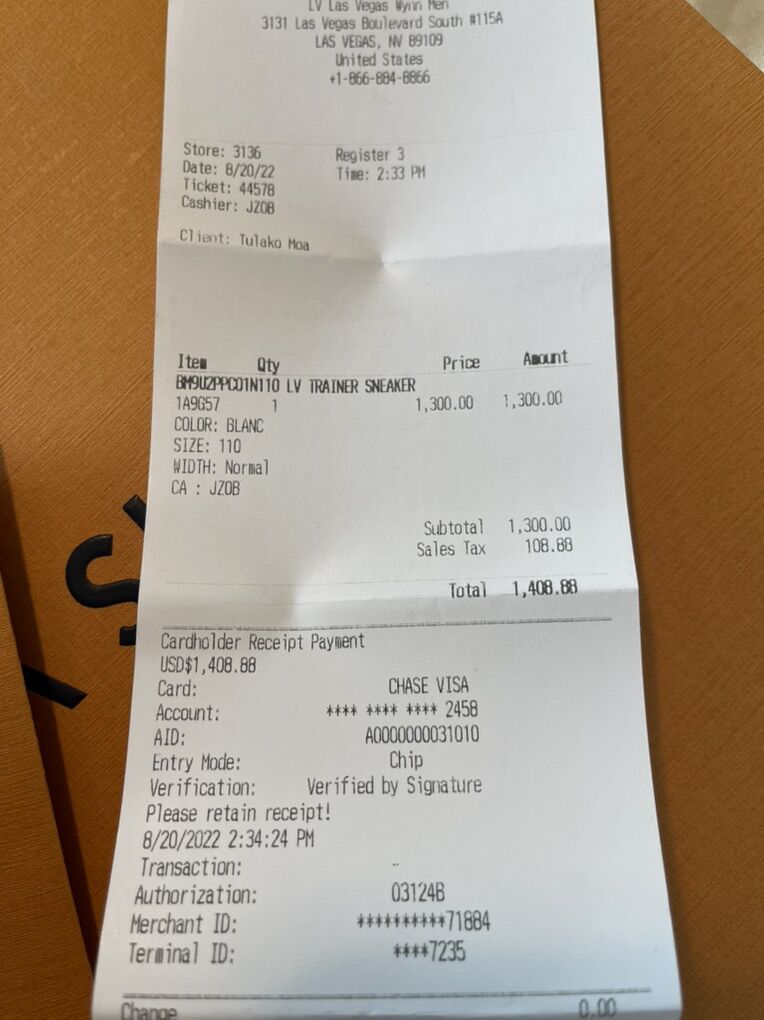 LV Las Vegas Wynn Men
3131 Las Vegas Boulevard South #115A
LAS VEGAS, NV 89109
United States
+1-866-884-8866
Store: 3136 Register 3
Date: 8/20/22 Time: 2:33 PM
Ticket: 44578
Cashier: JZOB
Client: Tulako Moa
Item Qty Price Amount
BM9U2PPC01N110 LV TRAINER SNEAKER
1A9G57 1 1,300.00 1,300.00
COLOR: BLANC
SIZE: 110
WIDTH: Normal
CA : JZOB
Subtotal 1,300.00
Sales Tax 108.88
Total 1,408.88
Cardholder Receipt Payment
USD$1,408.88
Card: CHASE VISA
Account: **** **** **** 2458
AID: A0000000031010
Entry Mode: Chip
Verification: Verified by Signature
Please retain receipt!
8/20/2022 2:34:24 PM
Transaction: --
Authorization: 03124B
Merchant ID: **********71884
Terminal ID: ****7235
Change 0.00